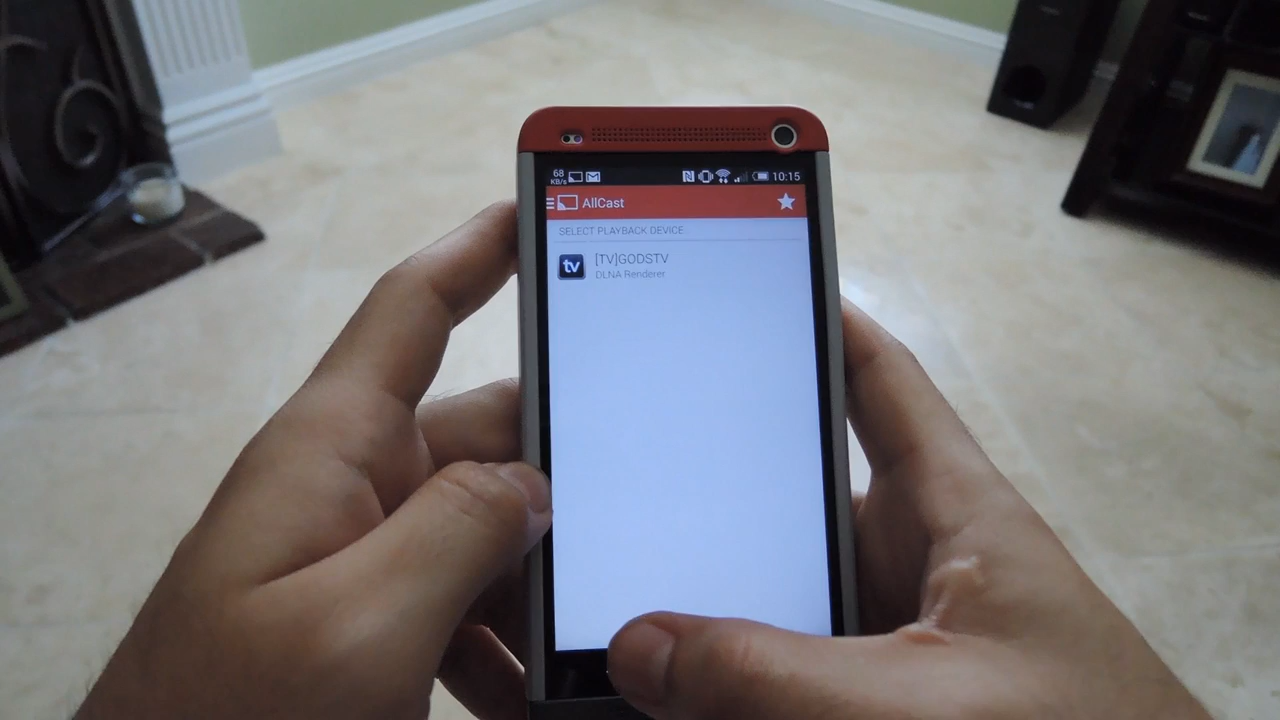 68
KB/s
10:15
AllCast
SELECT PLAYBACK DEVICE
tv
[TV]GODSTV
DLNA Renderer